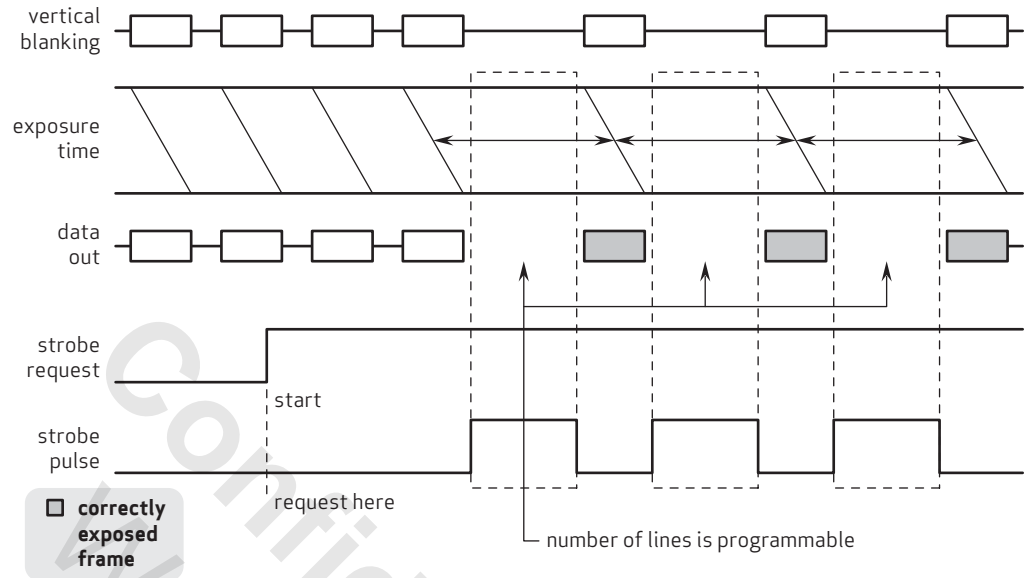 vertical
blanking
exposure
time
data
out
strobe
request
start
strobe
pulse
request here
correctly
exposed
frame
number of lines is programmable